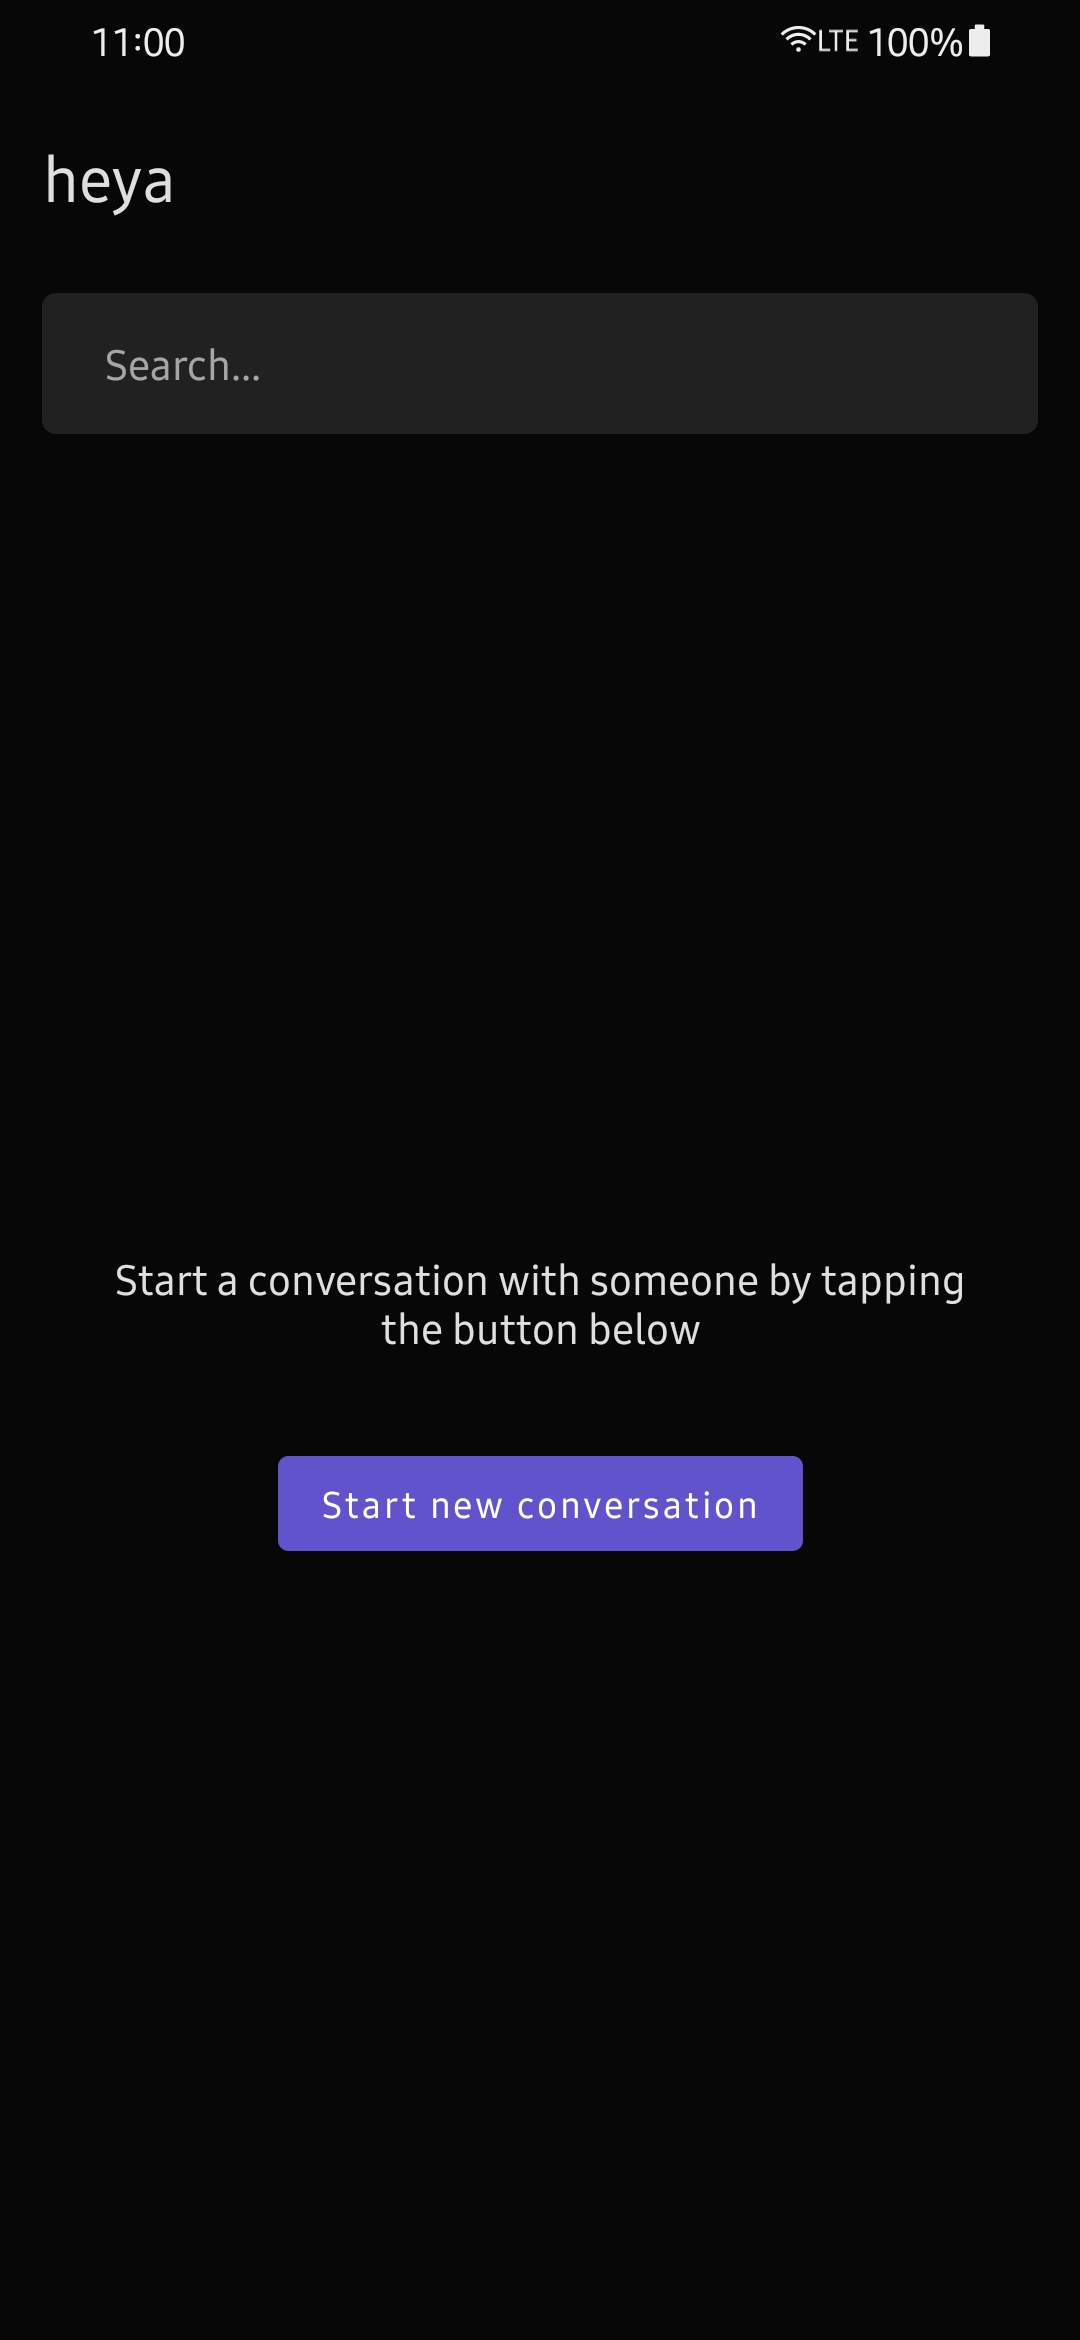 11:00 LTE 100%
heya
Search...
Start a conversation with someone by tapping
the button below
Start new conversation